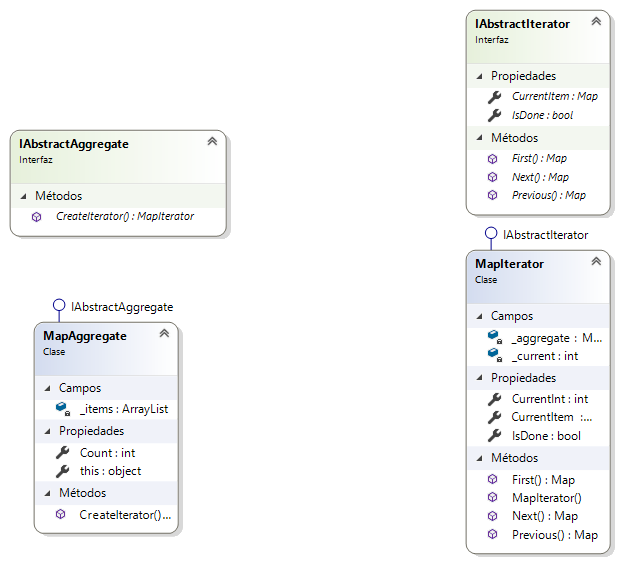 IAbstractAggregate
Interfaz
Métodos
CreateIterator() : MapIterator
IAbstractAggregate
MapAggregate
Clase
Campos
_items : ArrayList
Propiedades
Count : int
this : object
Métodos
CreateIterator()...
IAbstractIterator
Interfaz
Propiedades
CurrentItem : Map
IsDone : bool
Métodos
First() : Map
Next() : Map
Previous() : Map
IAbstractIterator
MapIterator
Clase
Campos
_aggregate : M...
_current : int
Propiedades
CurrentInt : int
CurrentItem :...
IsDone : bool
Métodos
First() : Map
MapIterator()
Next() : Map
Previous() : Map